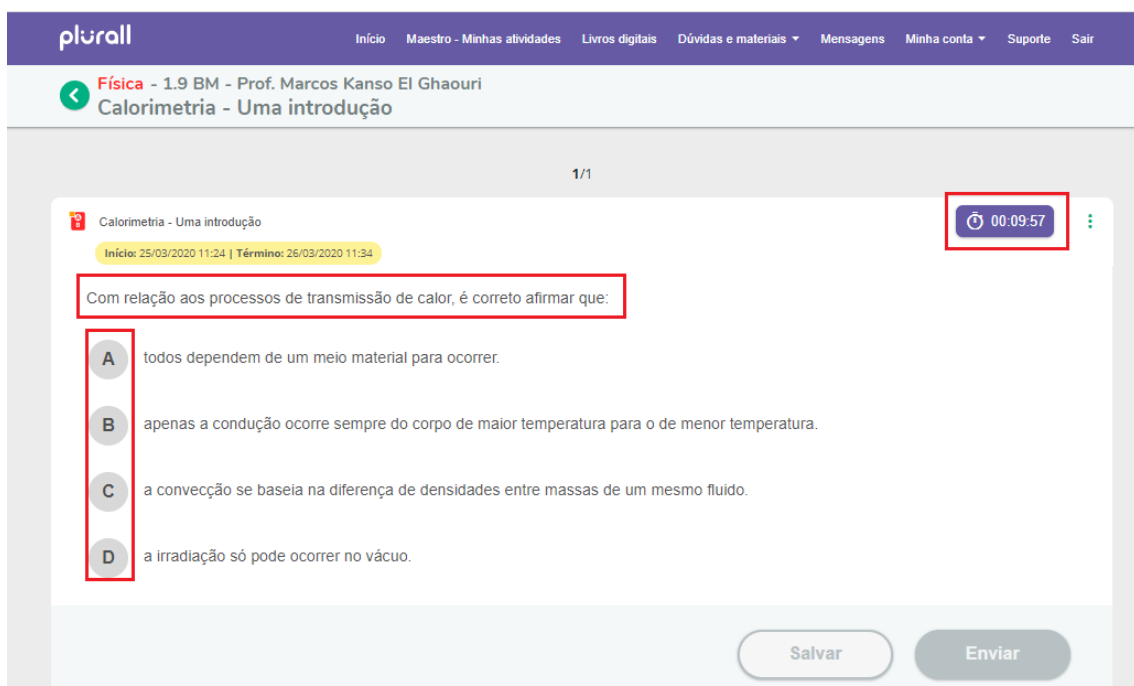 plurall
Início Maestro - Minhas atividades Livros digitais Dúvidas e materiais Mensagens Minha conta Suporte Sair
Física - 1.9 BM - Prof. Marcos Kanso El Ghaouri
Calorimetria - Uma introdução
1/1
Calorimetria - Uma introdução
00:09:57
Início: 25/03/2020 11:24 | Término: 26/03/2020 11:34
Com relação aos processos de transmissão de calor, é correto afirmar que:
A todos dependem de um meio material para ocorrer.
B apenas a condução ocorre sempre do corpo de maior temperatura para o de menor temperatura.
C a convecção se baseia na diferença de densidades entre massas de um mesmo fluido.
D a irradiação só pode ocorrer no vácuo.
Salvar Enviar